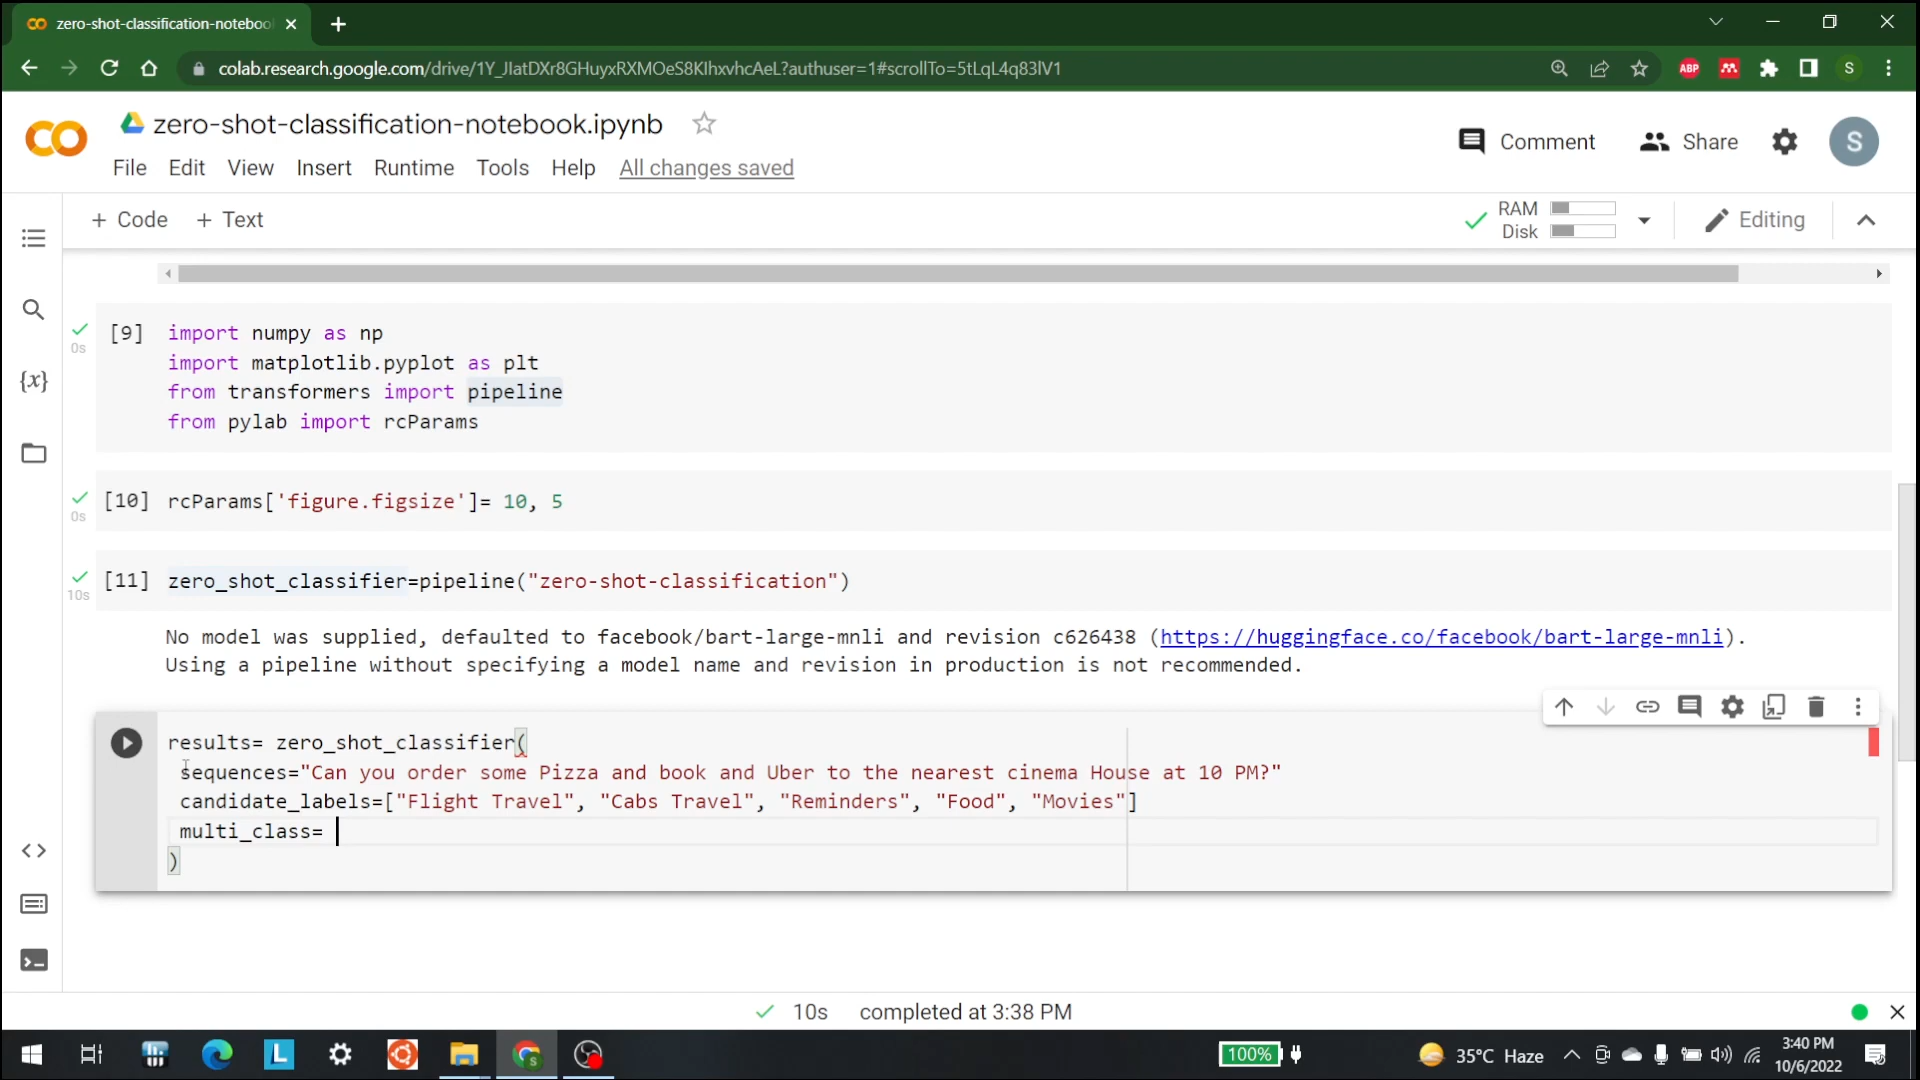 zero-shot-classification-noteboo
colab.research.google.com/drive/1Y_JIatDXr8GHuyxRXMOeS8KIhxvhcAeL?authuser=1#scrollTo=5tLqL4q83lV1
ABP
S
CO
zero-shot-classification-notebook.ipynb
Comment
Share
S
File Edit View Insert Runtime Tools Help All changes saved
+ Code + Text
RAM
Disk
Editing
[9] import numpy as np
0s
import matplotlib.pyplot as plt
from transformers import pipeline
from pylab import rcParams
{x}
[10] rcParams['figure.figsize']= 10, 5
0s
[11] zero_shot_classifier=pipeline("zero-shot-classification")
10s
No model was supplied, defaulted to facebook/bart-large-mnli and revision c626438 (https://huggingface.co/facebook/bart-large-mnli).
Using a pipeline without specifying a model name and revision in production is not recommended.
results= zero_shot_classifier(
sequences="Can you order some Pizza and book and Uber to the nearest cinema House at 10 PM?"
candidate_labels=["Flight Travel", "Cabs Travel", "Reminders", "Food", "Movies"]
multi_class=
)
10s completed at 3:38 PM
L
100%
35°C Haze
3:40 PM
10/6/2022